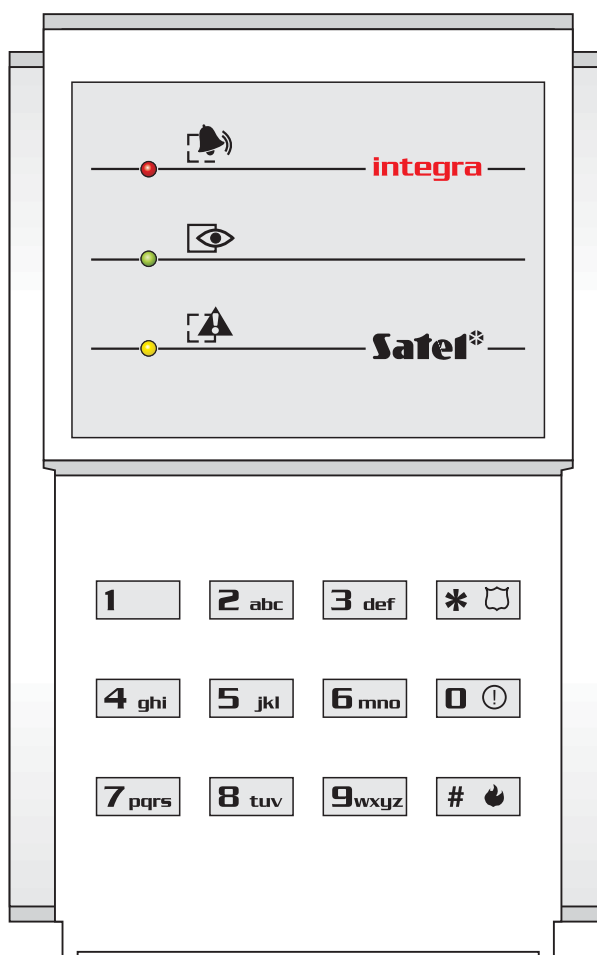 integra
Satel*
1 2 abc 3 def *
4 ghi 5 jkl 6 mno 0 !
7 pqrs 8 tuv 9 wxyz #